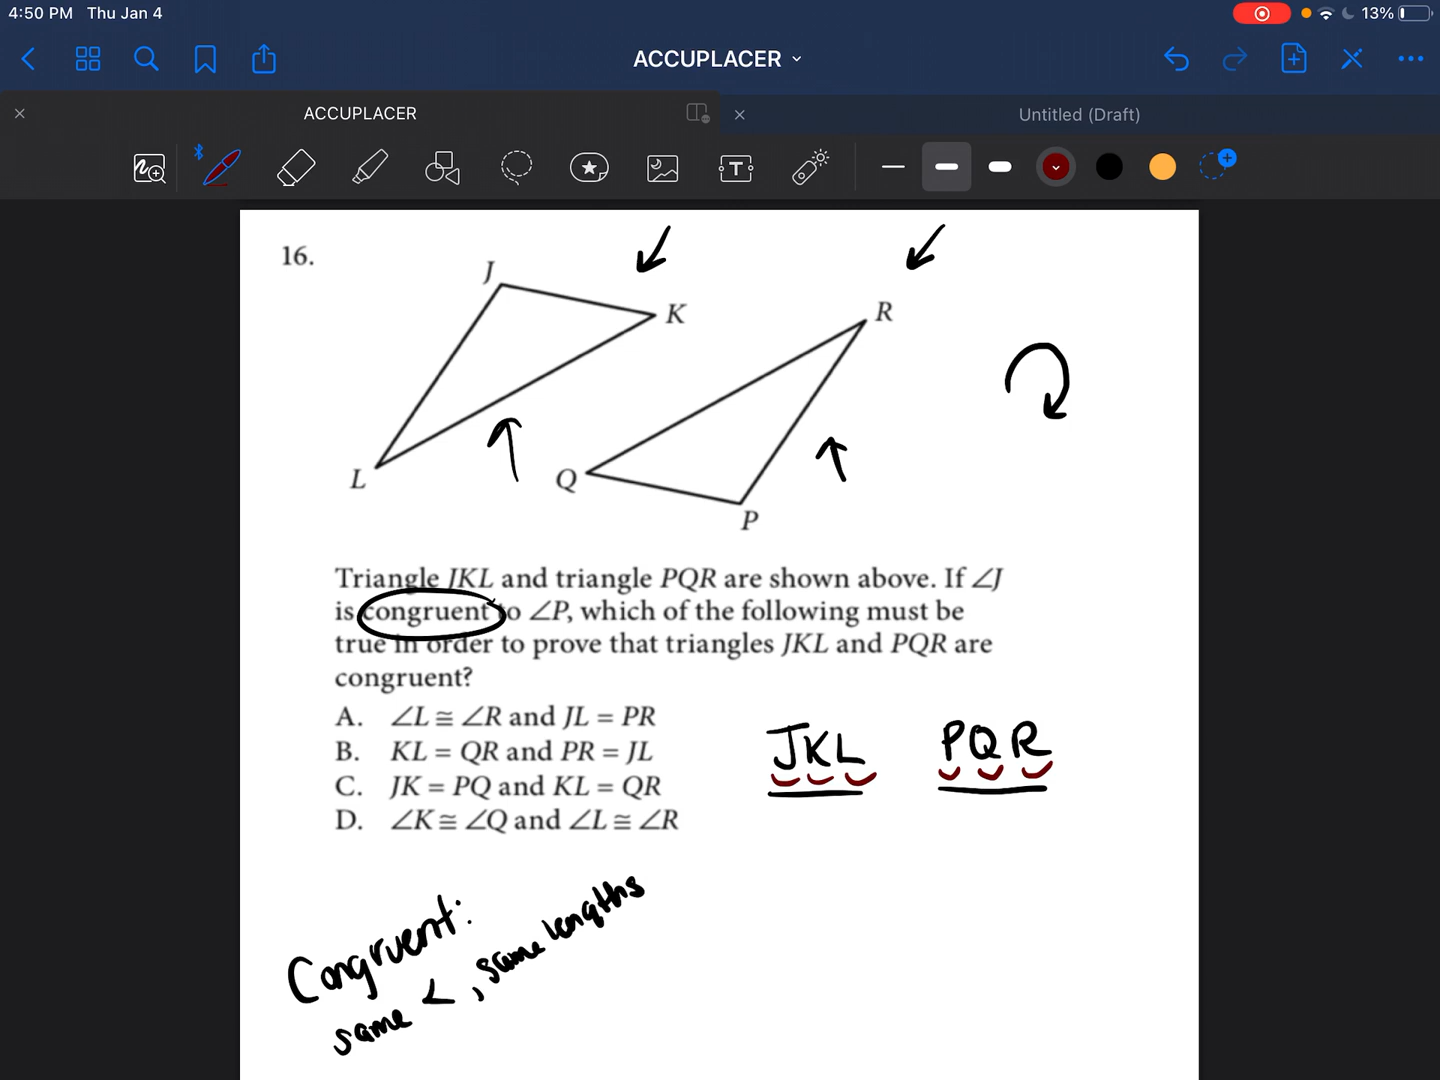 4:50 PM Thu Jan 4
13%
ACCUPLACER
ACCUPLACER
Untitled (Draft)
16.
J
K
L
R
Q
P
Triangle JKL and triangle PQR are shown above. If ∠J
is congruent to ∠P, which of the following must be
true in order to prove that triangles JKL and PQR are
congruent?
A. ∠L ≅ ∠R and JL = PR
B. KL = QR and PR = JL
C. JK = PQ and KL = QR
D. ∠K ≅ ∠Q and ∠L ≅ ∠R
JKL PQR
Congruent:
same ∠, same lengths